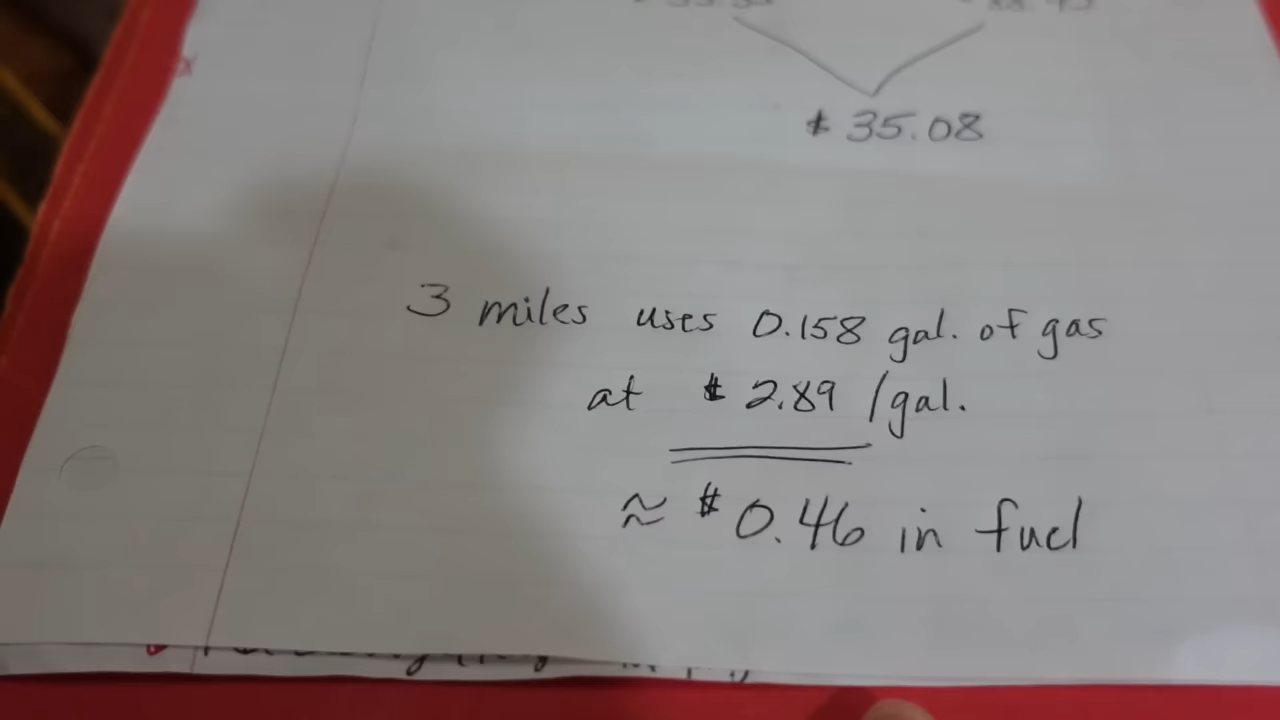 $ 35.08
3 miles uses 0.158 gal. of gas
at $ 2.89 /gal.
≈ $ 0.46 in fuel